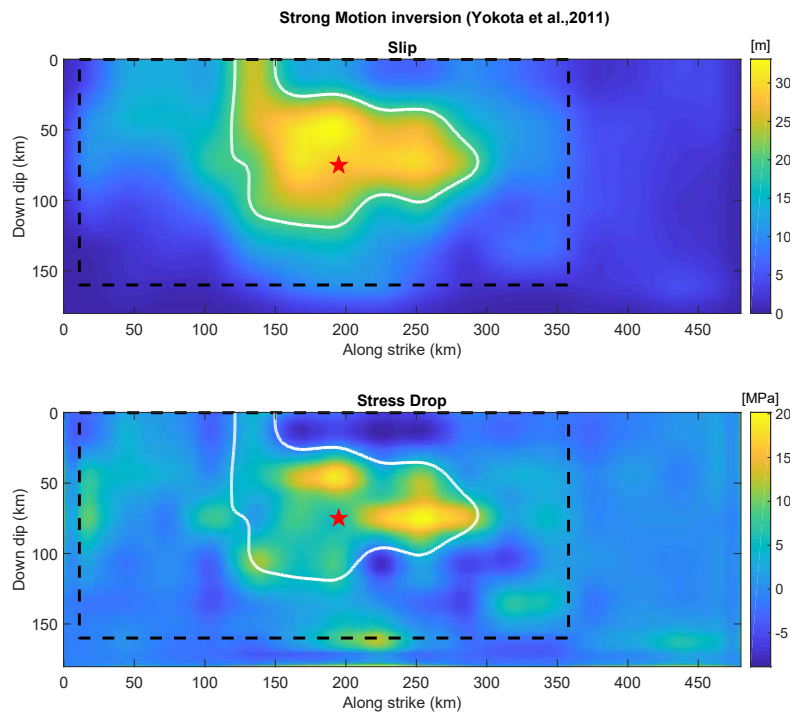 Strong Motion inversion (Yokota et al.,2011)
Slip
[m]
0
50
100
150
Down dip (km)
0 50 100 150 200 250 300 350 400 450
Along strike (km)
0
5
10
15
20
25
30
Stress Drop
[MPa]
0
50
100
150
Down dip (km)
0 50 100 150 200 250 300 350 400 450
Along strike (km)
20
15
10
5
0
-5